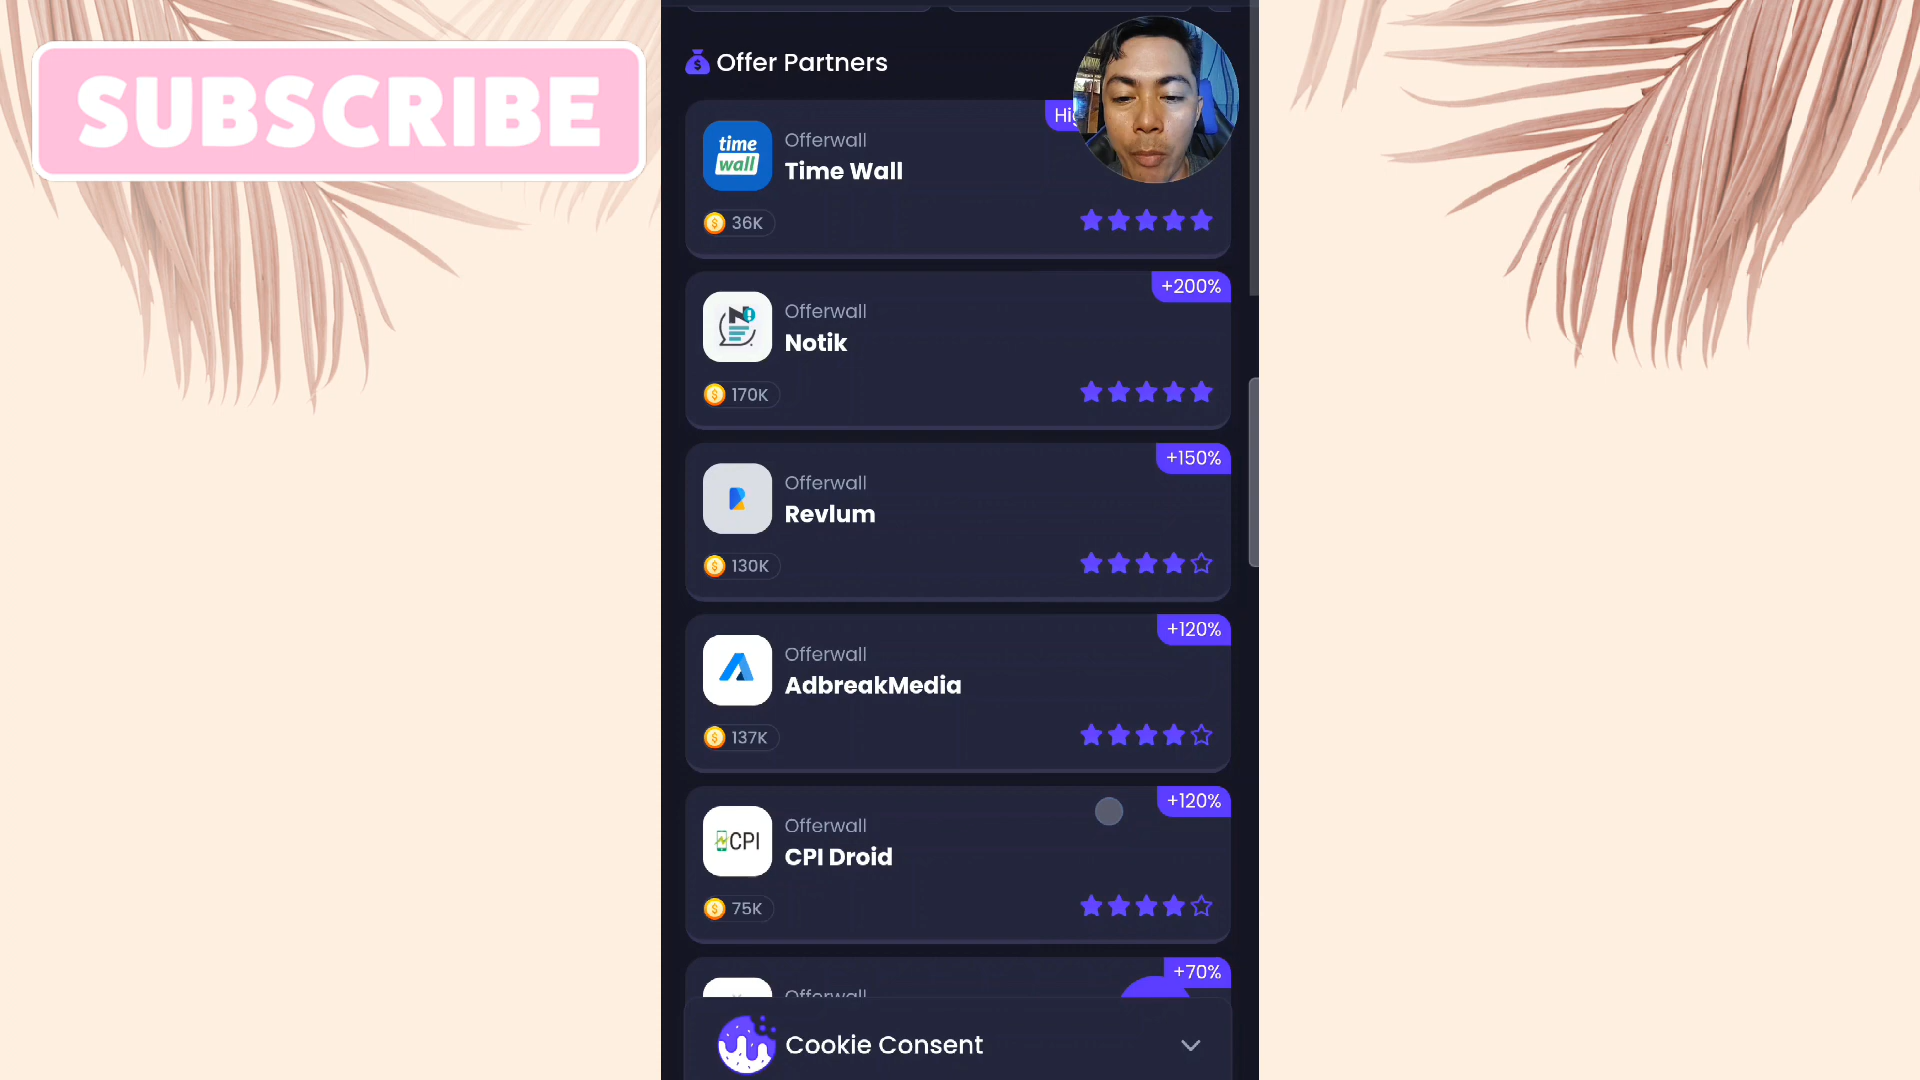 SUBSCRIBE
Offer Partners
time
wall
Offerwall
Time Wall
36K
+200%
Offerwall
Notik
170K
+150%
Offerwall
Revlum
130K
+120%
Offerwall
AdbreakMedia
137K
+120%
CPI
Offerwall
CPI Droid
75K
+70%
Offerwall
Cookie Consent